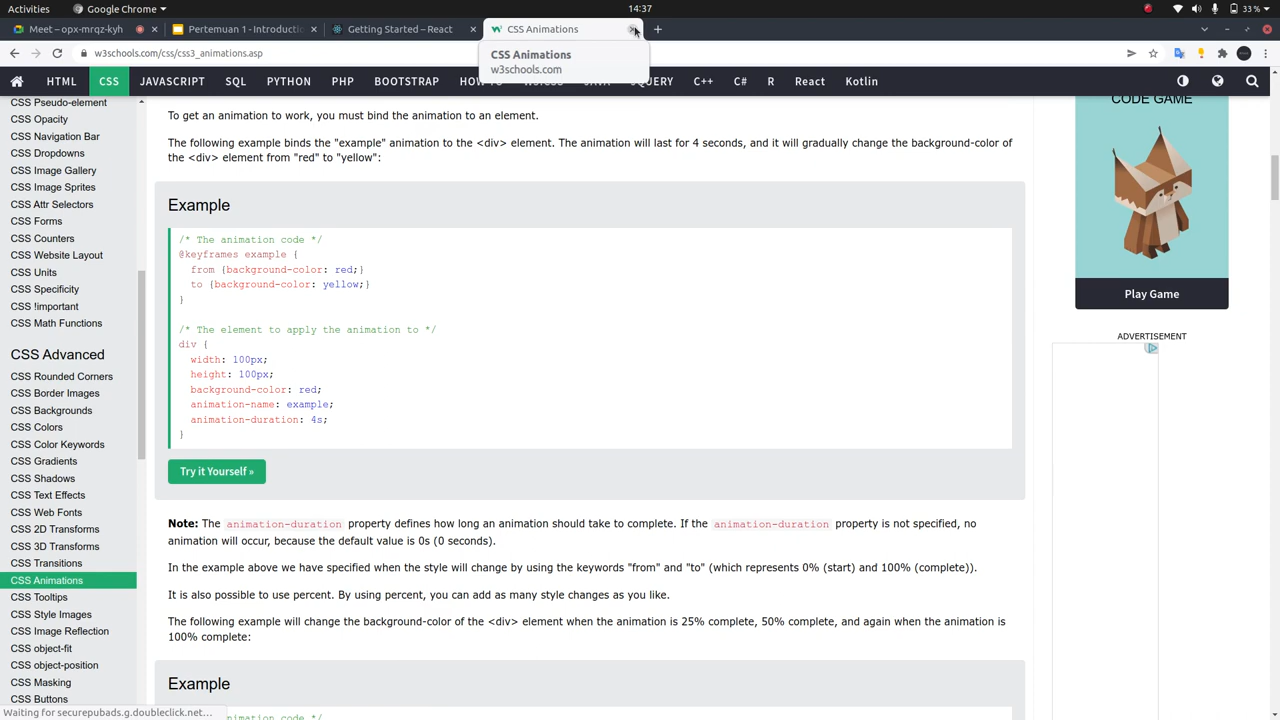 Activities
Google Chrome
14:37
33 %
Meet – opx-mrqz-kyh
Pertemuan 1 - Introductio
Getting Started – React
CSS Animations
w3schools.com/css/css3_animations.asp
CSS Animations
w3schools.com
HTML
CSS
JAVASCRIPT
SQL
PYTHON
PHP
BOOTSTRAP
C++
C#
R
React
Kotlin
CSS Pseudo-element
CSS Opacity
CSS Navigation Bar
CSS Dropdowns
CSS Image Gallery
CSS Image Sprites
CSS Attr Selectors
CSS Forms
CSS Counters
CSS Website Layout
CSS Units
CSS Specificity
CSS !important
CSS Math Functions
CSS Advanced
CSS Rounded Corners
CSS Border Images
CSS Backgrounds
CSS Colors
CSS Color Keywords
CSS Gradients
CSS Shadows
CSS Text Effects
CSS Web Fonts
CSS 2D Transforms
CSS 3D Transforms
CSS Transitions
CSS Animations
CSS Tooltips
CSS Style Images
CSS Image Reflection
CSS object-fit
CSS object-position
CSS Masking
CSS Buttons
Waiting for securepubads.g.doubleclick.net...
To get an animation to work, you must bind the animation to an element.
The following example binds the "example" animation to the <div> element. The animation will last for 4 seconds, and it will gradually change the background-color of
the <div> element from "red" to "yellow":
Example
/* The animation code */
@keyframes example {
from {background-color: red;}
to {background-color: yellow;}
}
/* The element to apply the animation to */
div {
width: 100px;
height: 100px;
background-color: red;
animation-name: example;
animation-duration: 4s;
}
Try it Yourself »
Note: The animation-duration property defines how long an animation should take to complete. If the animation-duration property is not specified, no
animation will occur, because the default value is 0s (0 seconds).
In the example above we have specified when the style will change by using the keywords "from" and "to" (which represents 0% (start) and 100% (complete)).
It is also possible to use percent. By using percent, you can add as many style changes as you like.
The following example will change the background-color of the <div> element when the animation is 25% complete, 50% complete, and again when the animation is
100% complete:
Example
CODE GAME
Play Game
ADVERTISEMENT